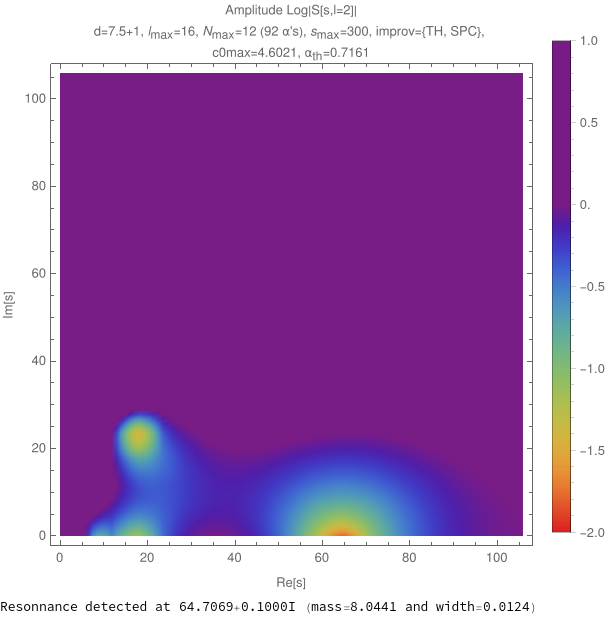 Amplitude Log|S[s,l=2]|
d=7.5+1, lmax=16, Nmax=12 (92 α's), smax=300, improv={TH, SPC},
c0max=4.6021, αth=0.7161
1.0
0.5
0.
-0.5
-1.0
-1.5
-2.0
100
80
60
40
20
0
Im[s]
0 20 40 60 80 100
Re[s]
Resonnance detected at 64.7069+0.1000I (mass=8.0441 and width=0.0124)